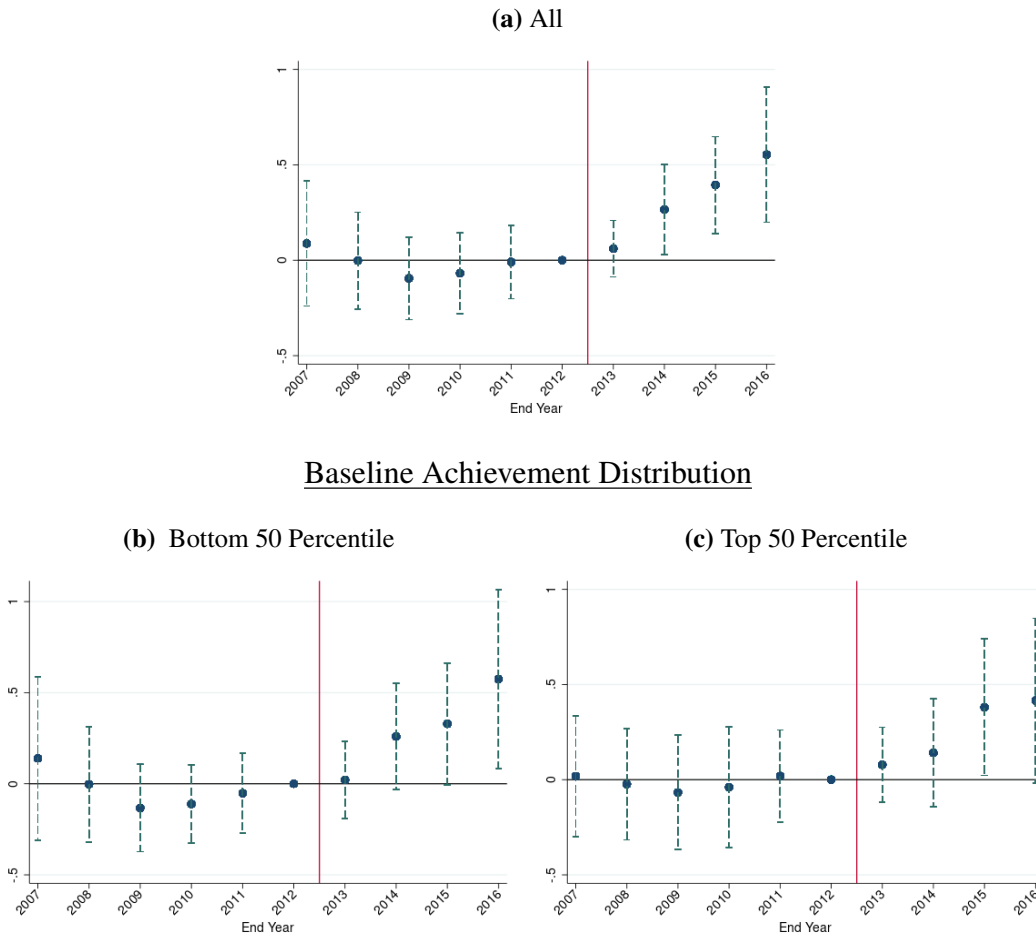 (a) All
1
.5
0
-.5
2007 2008 2009 2010 2011 2012 2013 2014 2015 2016
End Year
Baseline Achievement Distribution
(b) Bottom 50 Percentile
1
.5
0
-.5
2007 2008 2009 2010 2011 2012 2013 2014 2015 2016
End Year
(c) Top 50 Percentile
1
.5
0
-.5
2007 2008 2009 2010 2011 2012 2013 2014 2015 2016
End Year